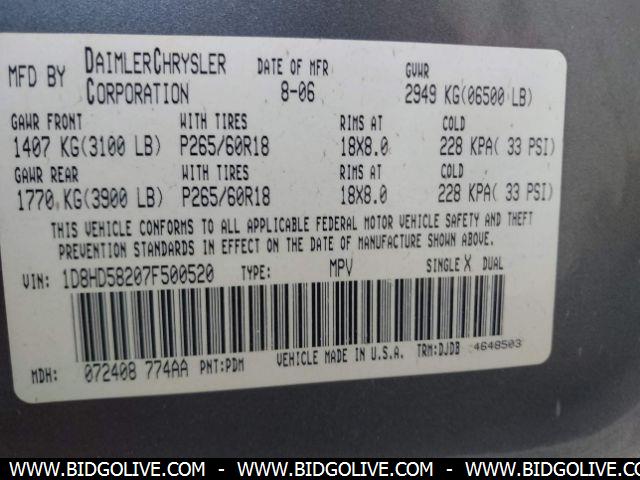 MFD BY DAIMLERCHRYSLER CORPORATION DATE OF MFR 8-06 GVWR 2949 KG(06500 LB)
GAWR FRONT WITH TIRES RIMS AT COLD
1407 KG(3100 LB) P265/60R18 18X8.0 228 KPA( 33 PSI)
GAWR REAR WITH TIRES RIMS AT COLD
1770 KG(3900 LB) P265/60R18 18X8.0 228 KPA( 33 PSI)
THIS VEHICLE CONFORMS TO ALL APPLICABLE FEDERAL MOTOR VEHICLE SAFETY AND THEFT
PREVENTION STANDARDS IN EFFECT ON THE DATE OF MANUFACTURE SHOWN ABOVE.
VIN: 1D8HD58207F500520 TYPE: MPV SINGLE X DUAL
MDH: 072408 774AA PNT:PDM VEHICLE MADE IN U.S.A. TRM:DJDB 4648503
WWW.BIDGOLIVE.COM - WWW.BIDGOLIVE.COM - WWW.BIDGOLIVE.COM